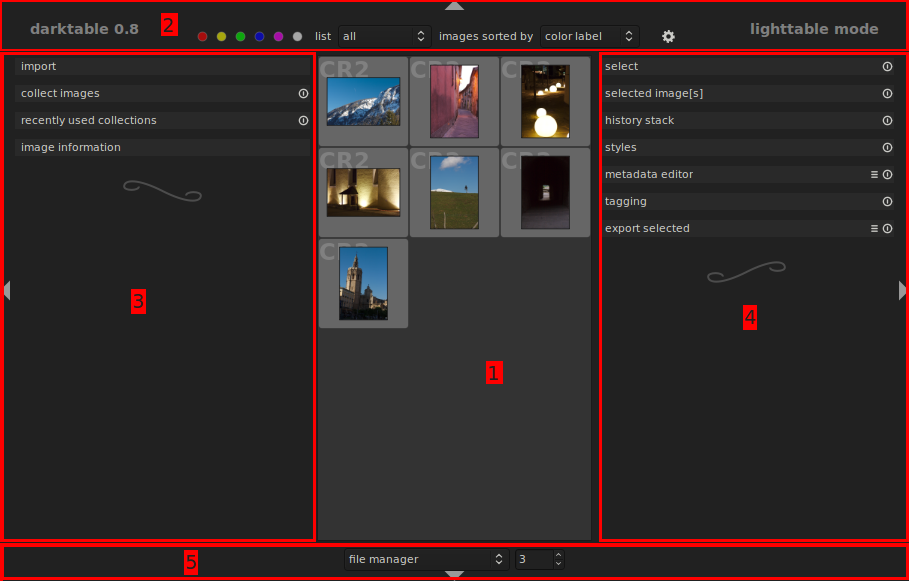 darktable 0.8
2
list all images sorted by color label
lighttable mode
import
collect images
recently used collections
image information
3
CR2 CR2 CR2
CR2 CR2 CR2
CR2
1
select
selected image[s]
history stack
styles
metadata editor
tagging
export selected
4
5
file manager 3